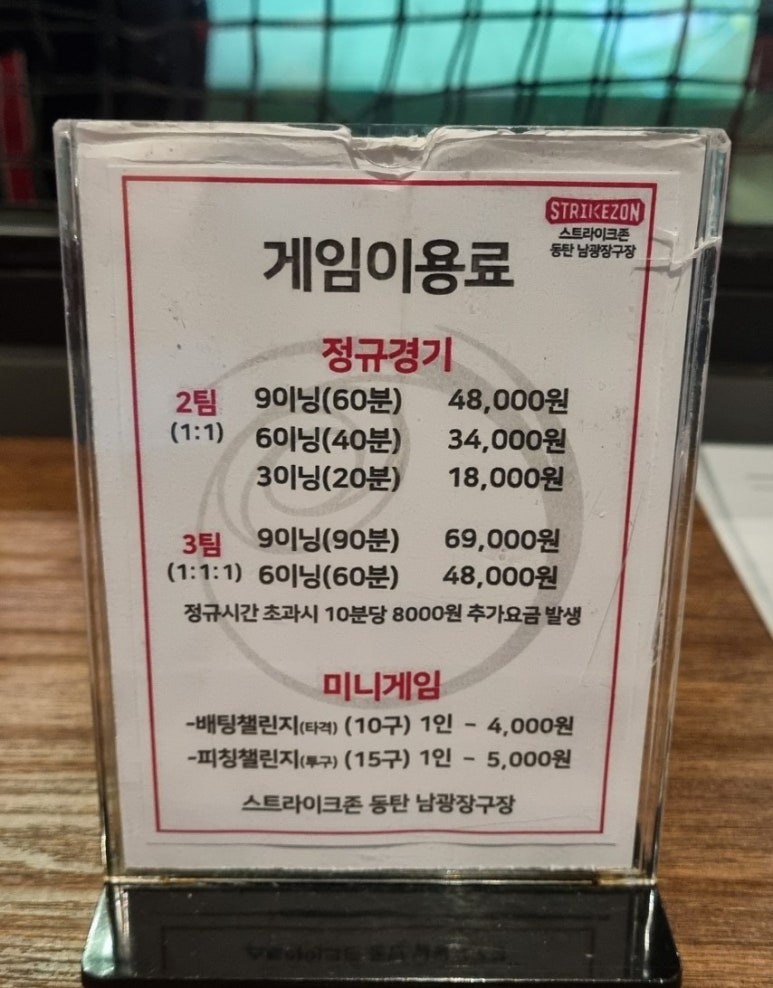 STRIKEZON
스트라이크존
동탄 남광장구장
게임이용료
정규경기
2팀 9이닝(60분) 48,000원
(1:1) 6이닝(40분) 34,000원
3이닝(20분) 18,000원
3팀 9이닝(90분) 69,000원
(1:1:1) 6이닝(60분) 48,000원
정규시간 초과시 10분당 8000원 추가요금 발생
미니게임
-배팅챌린지(타격) (10구) 1인 - 4,000원
-피칭챌린지(투구) (15구) 1인 - 5,000원
스트라이크존 동탄 남광장구장